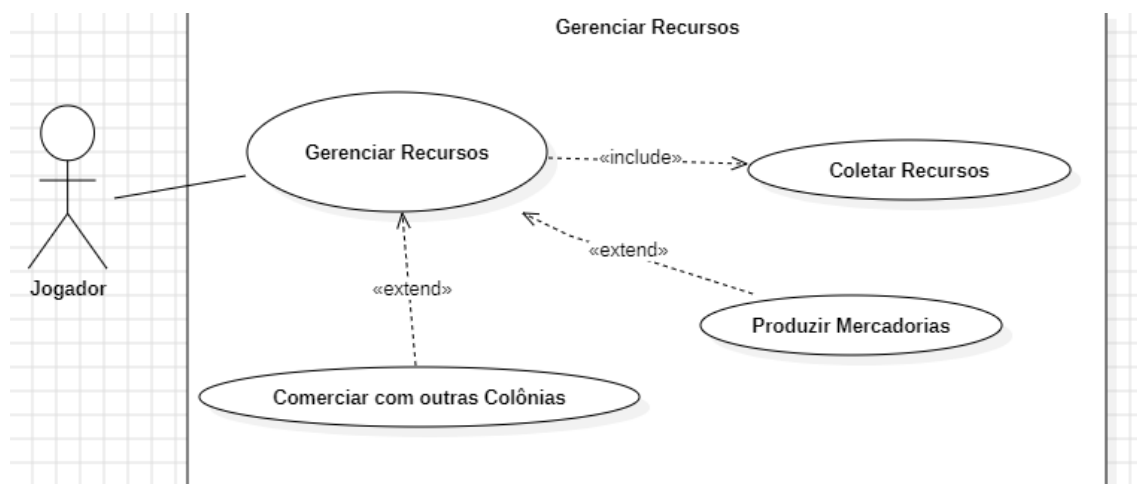 Gerenciar Recursos
Gerenciar Recursos
«include»
Coletar Recursos
«extend»
Jogador
«extend»
Produzir Mercadorias
Comerciar com outras Colônias